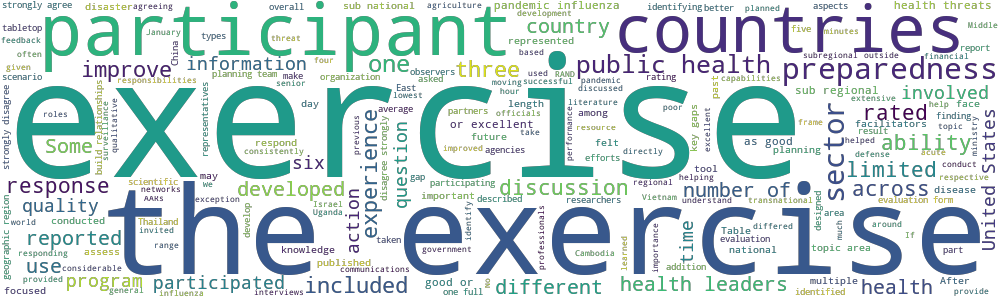 strongly agree
disaster
agreeing
overall
sub national
agriculture
pandemic influenza
identifying
better
planned
aspects
health threats
tabletop
feedback
often
given
scenario
participant
January
types
threat
China
four
represented
development
country
asked
countries
five
minutes
Middle
report
subregional
outside
financial
improve
information
one
three
based
public health
preparedness
responsibilities
planning team
make
senior
organization
observers
moving
hour
used
successful
RAND
pandemic
discussed
rating
capabilities
sub regional
extensive
help
face
exercise
strongly disagree
roles
Some
build relationships
surveillance
qualitative
representatives
day
respond
consistently
six
experience
average
previous
disagree strongly
question
East
lowest
partners
length
officials
or excellent
future
take
improved
agencies
performance
literature
among
resource
felt
efforts
directly
poor
key gaps
excellent
past
as good
planning
frame
involved
rated
facilitators
result
finding
topic
ability
helped
ministry
defense
conduct
acute
respective
limited
across
disease
United States
sector
response
scientific
networks
AARs
may
we
exception
developed
Israel
Uganda
gap
participating
important
described
discussion
researchers
regional
Vietnam
tool
helping
understand
number of
transnational
evaluation form
geographic region
quality
world
conducted
Thailand
invited
the exercise
develop
action
taken
government
identify
professionals
Cambodia
learned
importance
time
Table
evaluation
national
differed
designed
area
much
topic area
around
If
part
responding
reported
assess
range
knowledge
published
communications
addition
multiple
identified
After
provide
use
provided
considerable
focused
program
general
participated
influenza
interviews
included
good or
one full
No
different
health leaders
health